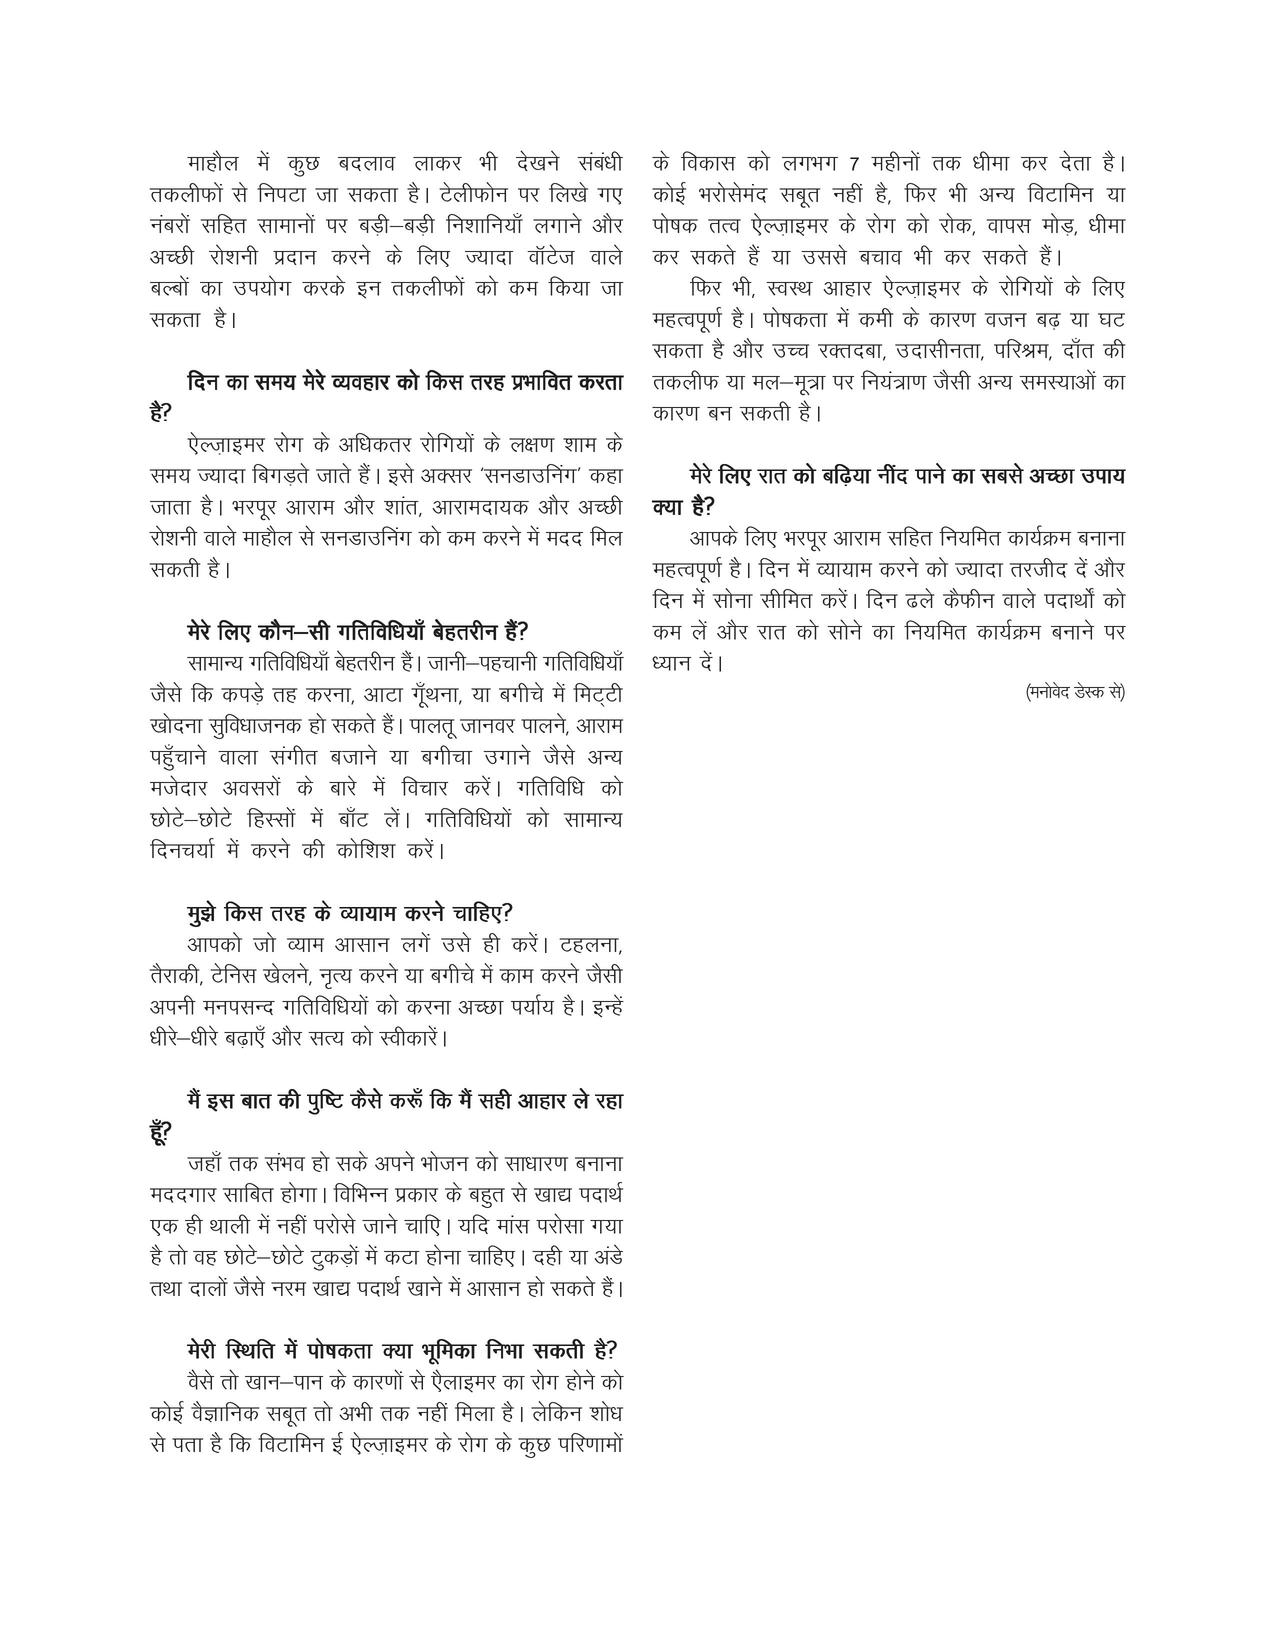 माहौल में कुछ बदलाव लाकर भी देखने संबंधी
तकलीफों से निपटा जा सकता है। टेलीफोन पर लिखे गए
नंबरों सहित सामानों पर बड़ी–बड़ी निशानियाँ लगाने और
अच्छी रोशनी प्रदान करने के लिए ज्यादा वॉटेज वाले
बल्बों का उपयोग करके इन तकलीफों को कम किया जा
सकता है।
दिन का समय मेरे व्यवहार को किस तरह प्रभावित करता
है?
ऐल्ज़ाइमर रोग के अधिकतर रोगियों के लक्षण शाम के
समय ज्यादा बिगड़ते जाते हैं। इसे अक्सर ‘सनडाउनिंग’ कहा
जाता है। भरपूर आराम और शांत, आरामदायक और अच्छी
रोशनी वाले माहौल से सनडाउनिंग को कम करने में मदद मिल
सकती है।
मेरे लिए कौन–सी गतिविधियाँ बेहतरीन हैं?
सामान्य गतिविधियाँ बेहतरीन हैं। जानी–पहचानी गतिविधियाँ
जैसे कि कपड़े तह करना, आटा गूँथना, या बगीचे में मिट्टी
खोदना सुविधाजनक हो सकते हैं। पालतू जानवर पालने, आराम
पहुँचाने वाला संगीत बजाने या बगीचा उगाने जैसे अन्य
मजेदार अवसरों के बारे में विचार करें। गतिविधि को
छोटे–छोटे हिस्सों में बाँट लें। गतिविधियों को सामान्य
दिनचर्या में करने की कोशिश करें।
मुझे किस तरह के व्यायाम करने चाहिए?
आपको जो व्याम आसान लगें उसे ही करें। टहलना,
तैराकी, टेनिस खेलने, नृत्य करने या बगीचे में काम करने जैसी
अपनी मनपसन्द गतिविधियों को करना अच्छा पर्याय है। इन्हें
धीरे–धीरे बढ़ाएँ और सत्य को स्वीकारें।
मैं इस बात की पुष्टि कैसे करूँ कि मैं सही आहार ले रहा
हूँ?
जहाँ तक संभव हो सके अपने भोजन को साधारण बनाना
मददगार साबित होगा। विभिन्न प्रकार के बहुत से खाद्य पदार्थ
एक ही थाली में नहीं परोसे जाने चाएि। यदि मांस परोसा गया
है तो वह छोटे–छोटे टुकड़ों में कटा होना चाहिए। दही या अंडे
तथा दालों जैसे नरम खाद्य पदार्थ खाने में आसान हो सकते हैं।
मेरी स्थिति में पोषकता क्या भूमिका निभा सकती है?
वैसे तो खान–पान के कारणों से ऐैलाइमर का रोग होने को
कोई वैज्ञानिक सबूत तो अभी तक नहीं मिला है। लेकिन शोध
से पता है कि विटामिन ई ऐल्ज़ाइमर के रोग के कुछ परिणामों
के विकास को लगभग 7 महीनों तक धीमा कर देता है।
कोई भरोसेमंद सबूत नहीं है, फिर भी अन्य विटामिन या
पोषक तत्व ऐल्ज़ाइमर के रोग को रोक, वापस मोड़, धीमा
कर सकते हैं या उससे बचाव भी कर सकते हैं।
फिर भी, स्वस्थ आहार ऐल्ज़ाइमर के रोगियों के लिए
महत्वपूर्ण है। पोषकता में कमी के कारण वजन बढ़ या घट
सकता है और उच्च रक्तदबा, उदासीनता, परिश्रम, दाँत की
तकलीफ या मल–मूत्रा पर नियंत्राण जैसी अन्य समस्याओं का
कारण बन सकती है।
मेरे लिए रात को बढ़िया नींद पाने का सबसे अच्छा उपाय
क्या है?
आपके लिए भरपूर आराम सहित नियमित कार्यक्रम बनाना
महत्वपूर्ण है। दिन में व्यायाम करने को ज्यादा तरजीद दें और
दिन में सोना सीमित करें। दिन ढले कैफीन वाले पदार्थों को
कम लें और रात को सोने का नियमित कार्यक्रम बनाने पर
ध्यान दें।
(मनोवेद डेस्क से)